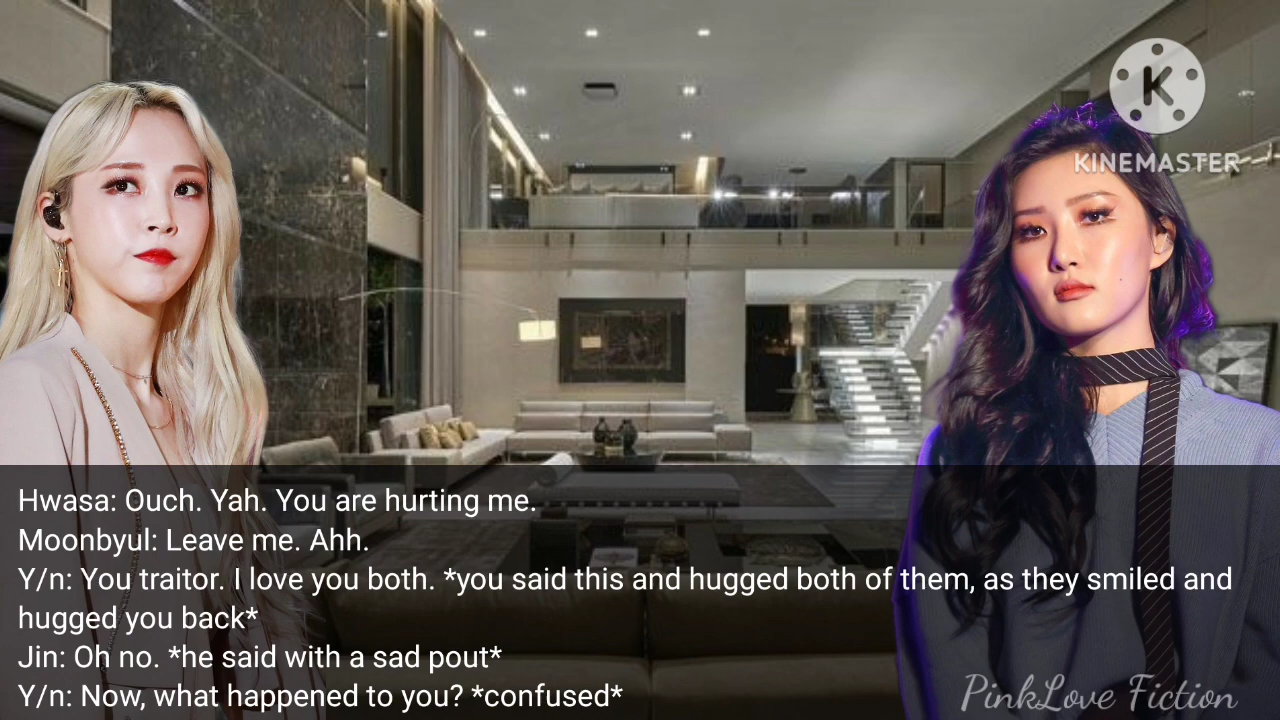 K
KINEMASTER
Hwasa: Ouch. Yah. You are hurting me.
Moonbyul: Leave me. Ahh.
Y/n: You traitor. I love you both. *you said this and hugged both of them, as they smiled and
hugged you back*
Jin: Oh no. *he said with a sad pout*
Y/n: Now, what happened to you? *confused*
PinkLove Fiction